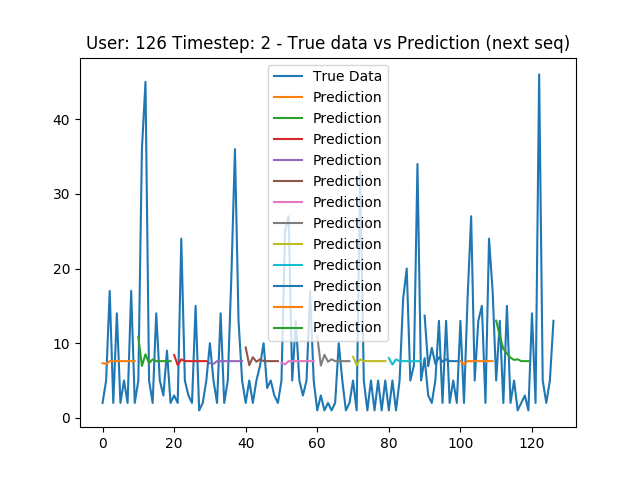 User: 126 Timestep: 2 - True data vs Prediction (next seq)
True Data
Prediction
Prediction
Prediction
Prediction
Prediction
Prediction
Prediction
Prediction
Prediction
Prediction
Prediction
Prediction
40
30
20
10
0
0 20 40 60 80 100 120